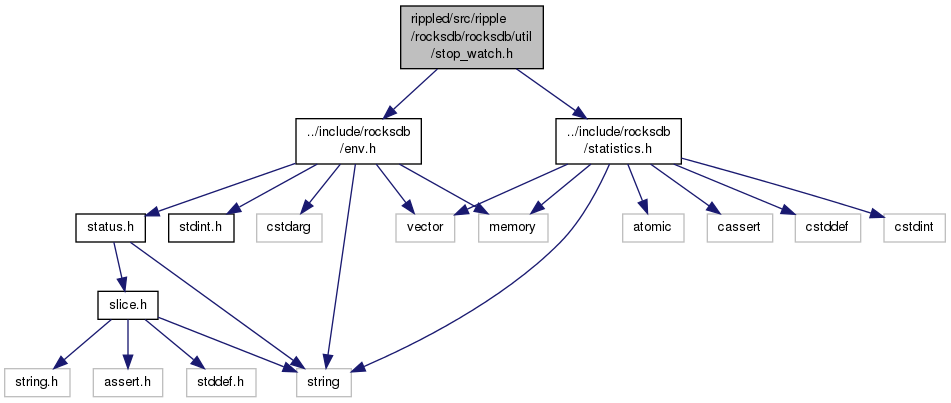 rippled/src/ripple
/rocksdb/rocksdb/util
/stop_watch.h
../include/rocksdb
/env.h
../include/rocksdb
/statistics.h
status.h
stdint.h
cstdarg
vector
memory
atomic
cassert
cstddef
cstdint
slice.h
string.h
assert.h
stddef.h
string